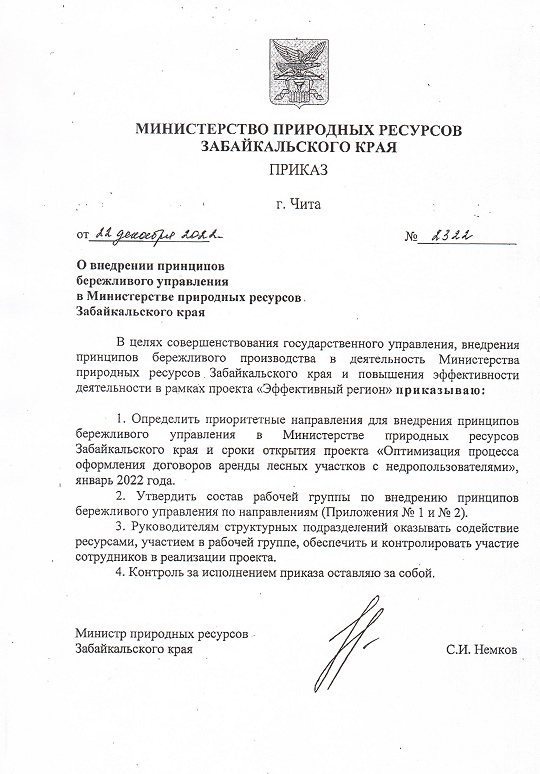 МИНИСТЕРСТВО ПРИРОДНЫХ РЕСУРСОВ
ЗАБАЙКАЛЬСКОГО КРАЯ
ПРИКАЗ
г. Чита
от 22 декабря 2022 № 2322
О внедрении принципов
бережливого управления
в Министерстве природных ресурсов
Забайкальского края
В целях совершенствования государственного управления, внедрения
принципов бережливого производства в деятельность Министерства
природных ресурсов Забайкальского края и повышения эффективности
деятельности в рамках проекта «Эффективный регион» приказываю:
1. Определить приоритетные направления для внедрения принципов
бережливого управления в Министерстве природных ресурсов
Забайкальского края и сроки открытия проекта «Оптимизация процесса
оформления договоров аренды лесных участков с недропользователями»,
январь 2022 года.
2. Утвердить состав рабочей группы по внедрению принципов
бережливого управления по направлениям (Приложения № 1 и № 2).
3. Руководителям структурных подразделений оказывать содействие
ресурсами, участием в рабочей группе, обеспечить и контролировать участие
сотрудников в реализации проекта.
4. Контроль за исполнением приказа оставляю за собой.
Министр природных ресурсов
Забайкальского края С.И. Немков